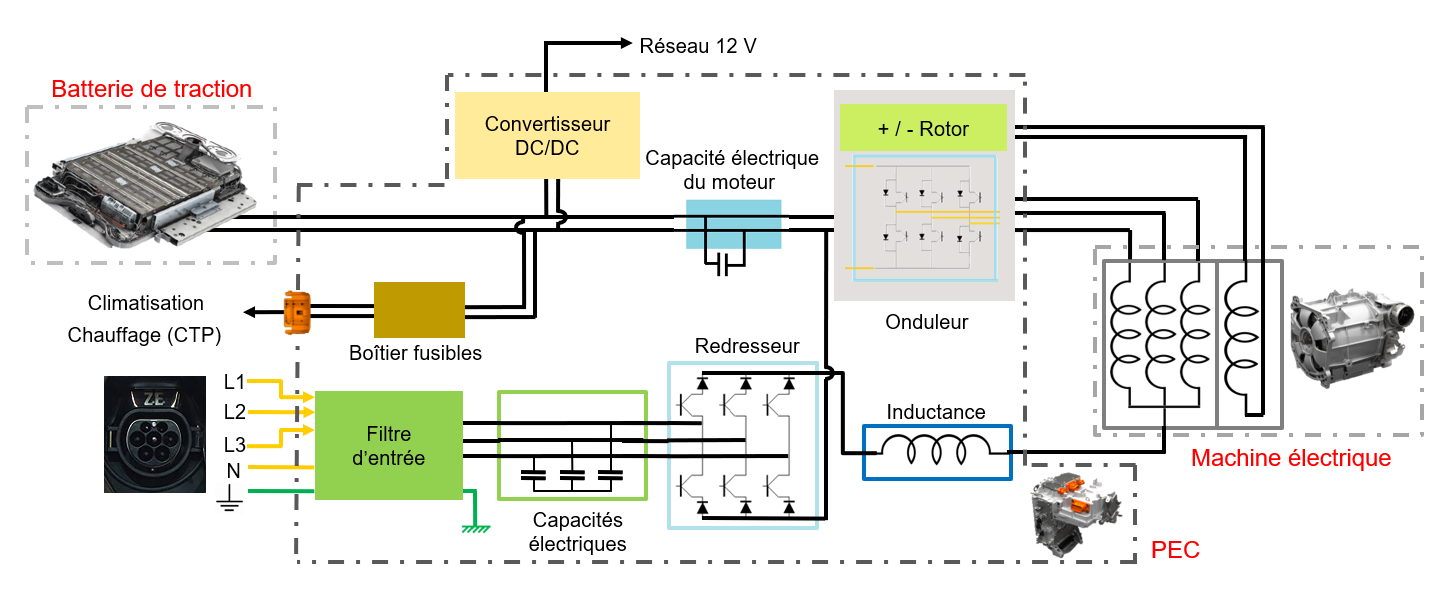 Réseau 12 V
Batterie de traction
Convertisseur
DC/DC
+ / - Rotor
Capacité électrique
du moteur
Climatisation
Chauffage (CTP)
Boîtier fusibles
Onduleur
Redresseur
ZE
L1
L2
L3
N
Filtre
d'entrée
Inductance
Capacités
électriques
Machine électrique
PEC